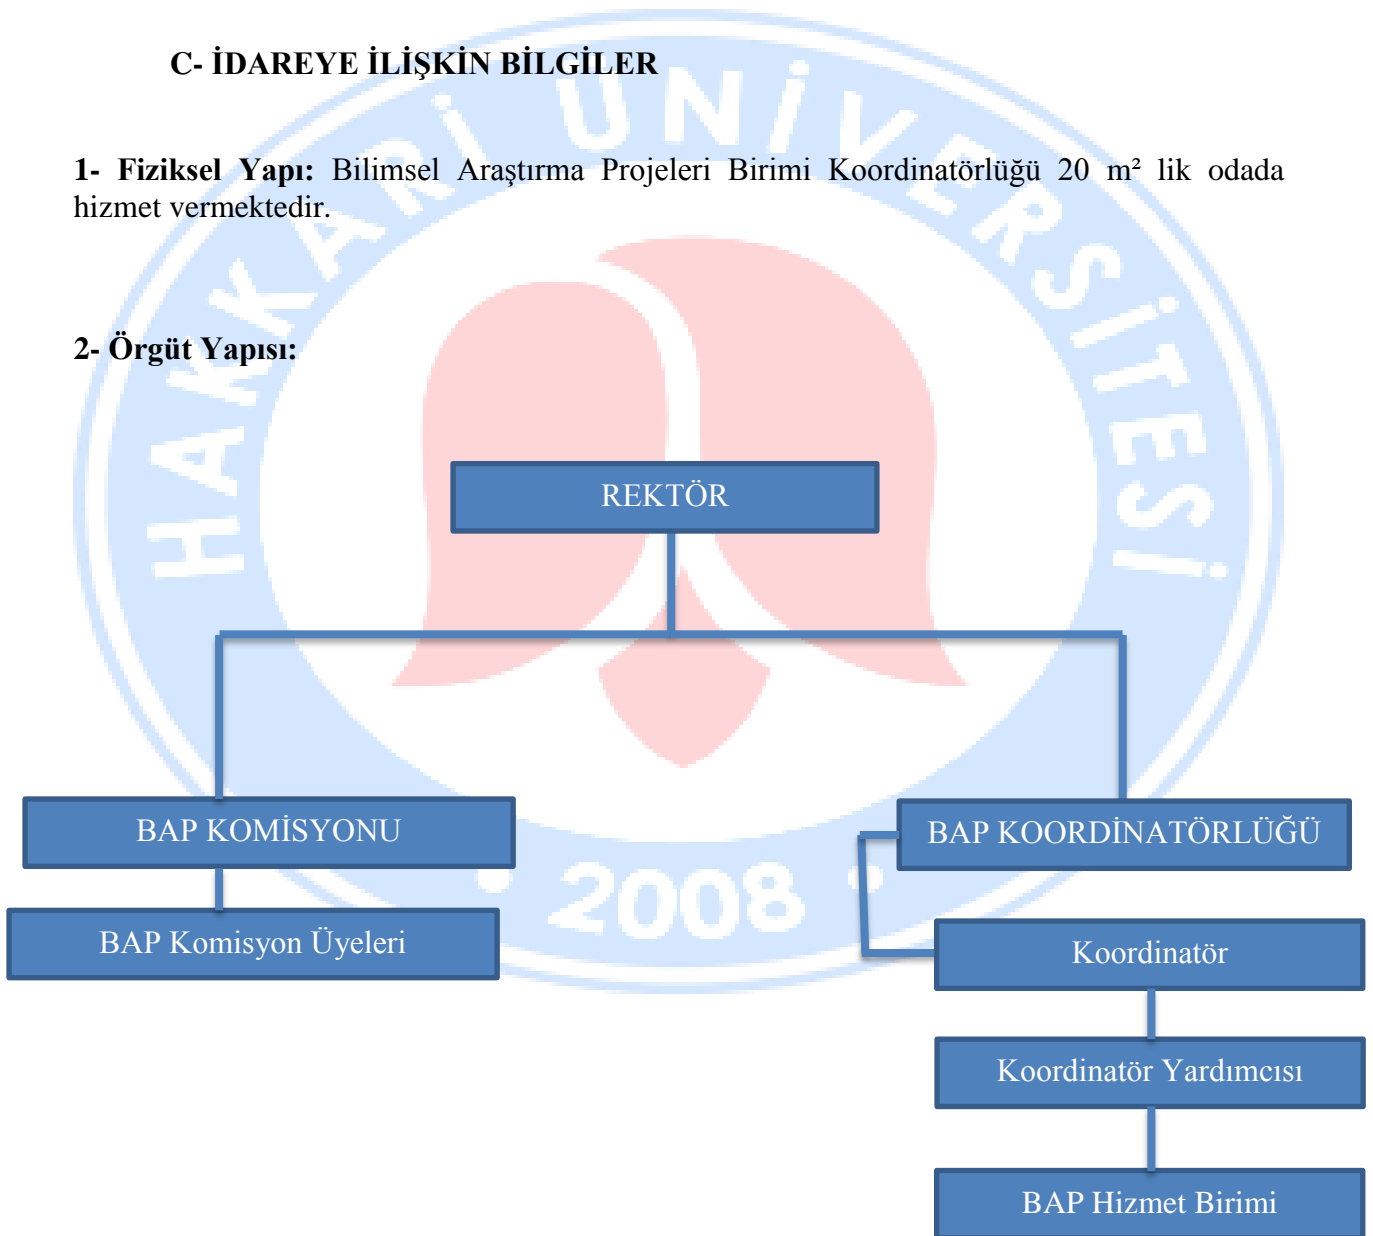 C- İDAREYE İLİŞKİN BİLGİLER
1- Fiziksel Yapı: Bilimsel Araştırma Projeleri Birimi Koordinatörlüğü 20 m² lik odada
hizmet vermektedir.
2- Örgüt Yapısı:
HAKKARİ ÜNİVERSİTESİ
REKTÖR
BAP KOMİSYONU
BAP KOORDİNATÖRLÜĞÜ
• 2008 •
BAP Komisyon Üyeleri
Koordinatör
Koordinatör Yardımcısı
BAP Hizmet Birimi